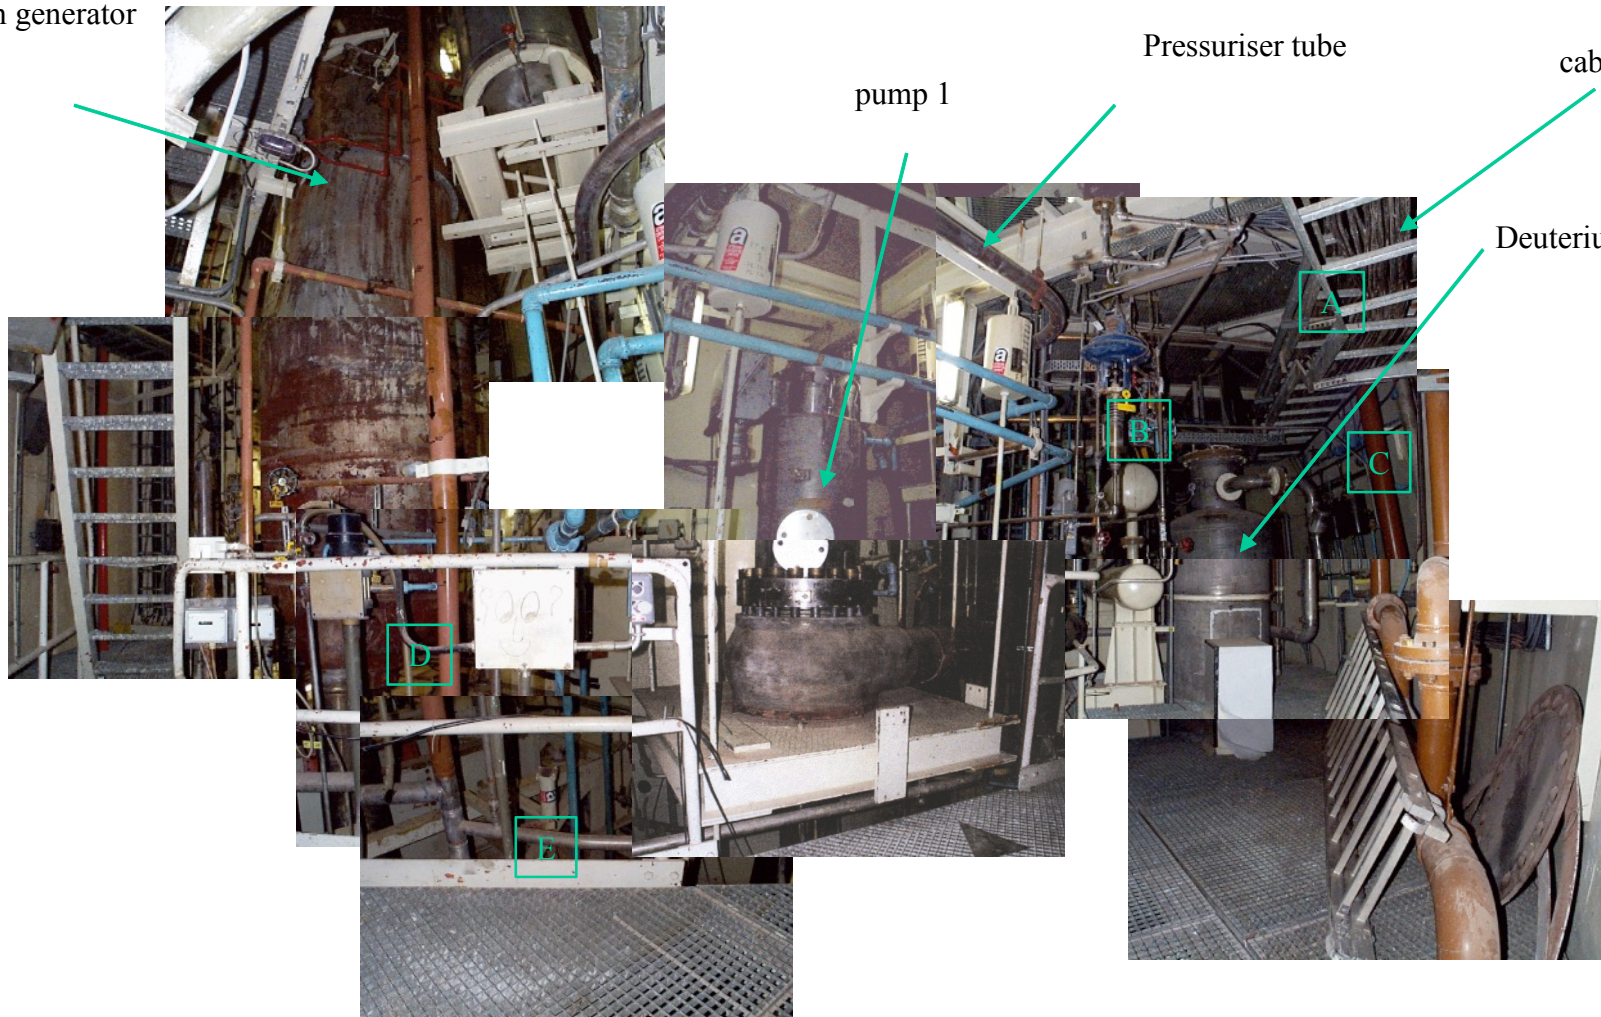 n generator
Pressuriser tube
cab
pump 1
Deuteriu
A
B
C
D
E
a
a
a
a